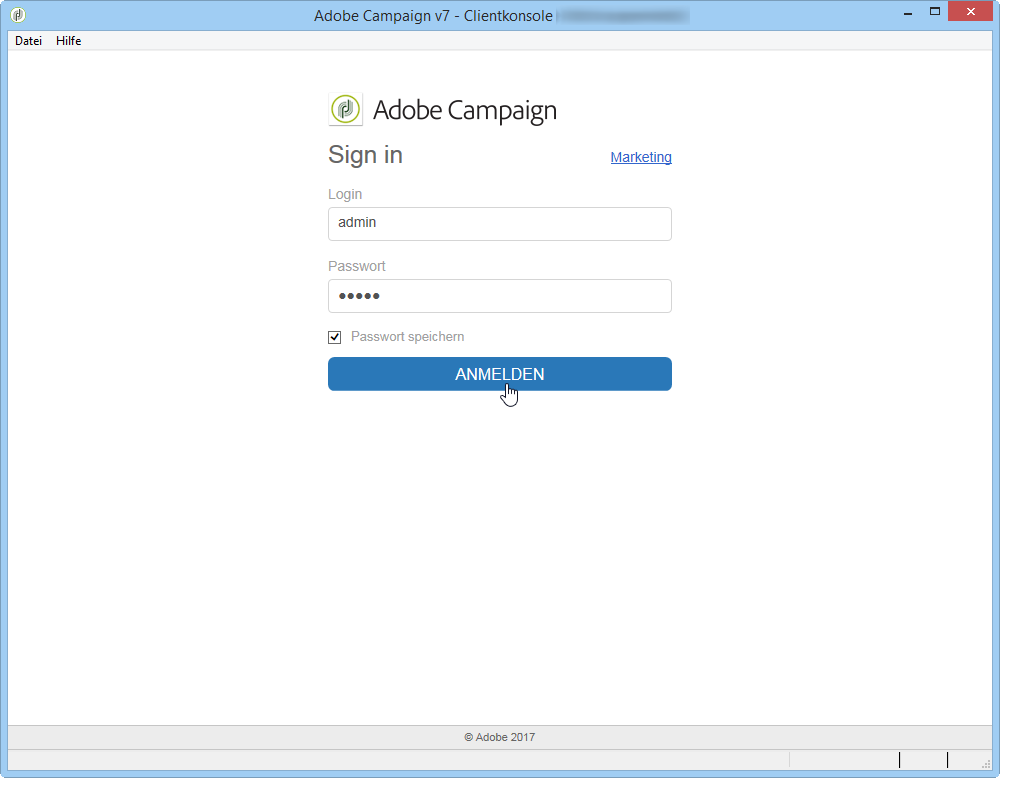 Adobe Campaign v7 - Clientkonsole
Datei Hilfe
Adobe Campaign
Sign in
Marketing
Login
admin
Passwort
•••••
Passwort speichern
ANMELDEN
© Adobe 2017